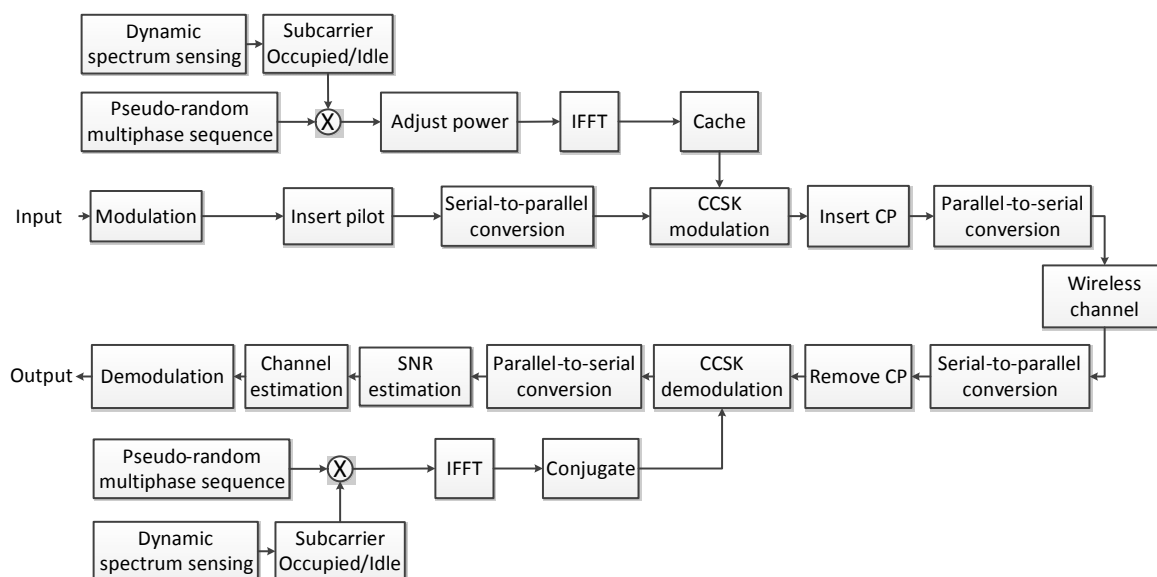 Dynamic
spectrum sensing
Subcarrier
Occupied/Idle
Pseudo-random
multiphase sequence
X
Adjust power
IFFT
Cache
Input
Modulation
Insert pilot
Serial-to-parallel
conversion
CCSK
modulation
Insert CP
Parallel-to-serial
conversion
Wireless
channel
Output
Demodulation
Channel
estimation
SNR
estimation
Parallel-to-serial
conversion
CCSK
demodulation
Remove CP
Serial-to-parallel
conversion
Pseudo-random
multiphase sequence
X
IFFT
Conjugate
Dynamic
spectrum sensing
Subcarrier
Occupied/Idle